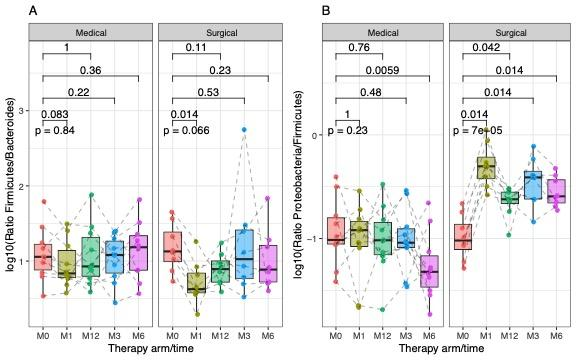 A
Medical
Surgical
1
0.36
0.22
0.083
p = 0.84
0.11
0.23
0.53
0.014
p = 0.066
3
2
1
log10(Ratio Firmicutes/Bacteroides)
M0 M1 M12 M3 M6
M0 M1 M12 M3 M6
Therapy arm/time
B
Medical
Surgical
0.76
0.0059
0.48
1
p = 0.23
0.042
0.014
0.014
0.014
p = 7e-05
0
-1
log10(Ratio Proteobacteria/Firmicutes)
M0 M1 M12 M3 M6
M0 M1 M12 M3 M6
Therapy arm/time